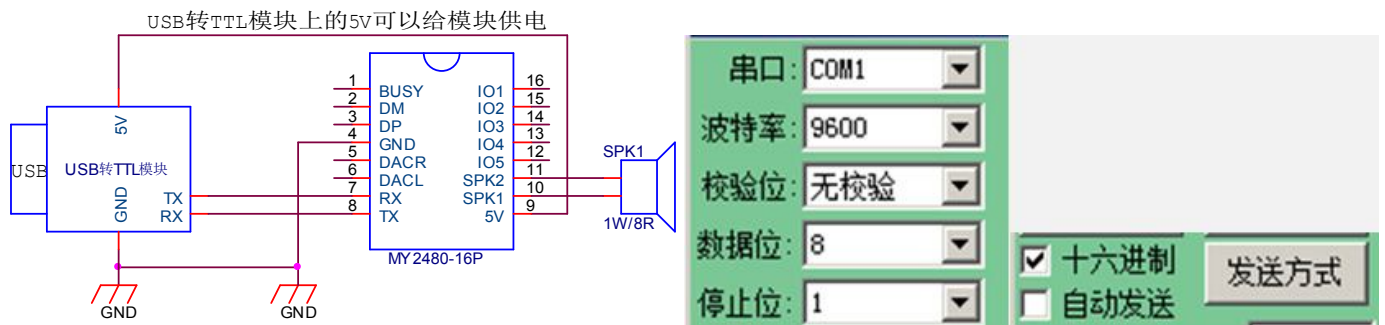 USB转TTL模块上的5V可以给模块供电
USB
5V
USB转TTL模块
GND
TX
RX
GND
GND
1
2
3
4
5
6
7
8
BUSY
DM
DP
GND
DACR
DACL
RX
TX
IO1
IO2
IO3
IO4
IO5
SPK2
SPK1
5V
16
15
14
13
12
11
10
9
MY2480-16P
SPK1
1W/8R
串口: COM1
波特率: 9600
校验位: 无校验
数据位: 8
停止位: 1
十六进制
自动发送
发送方式